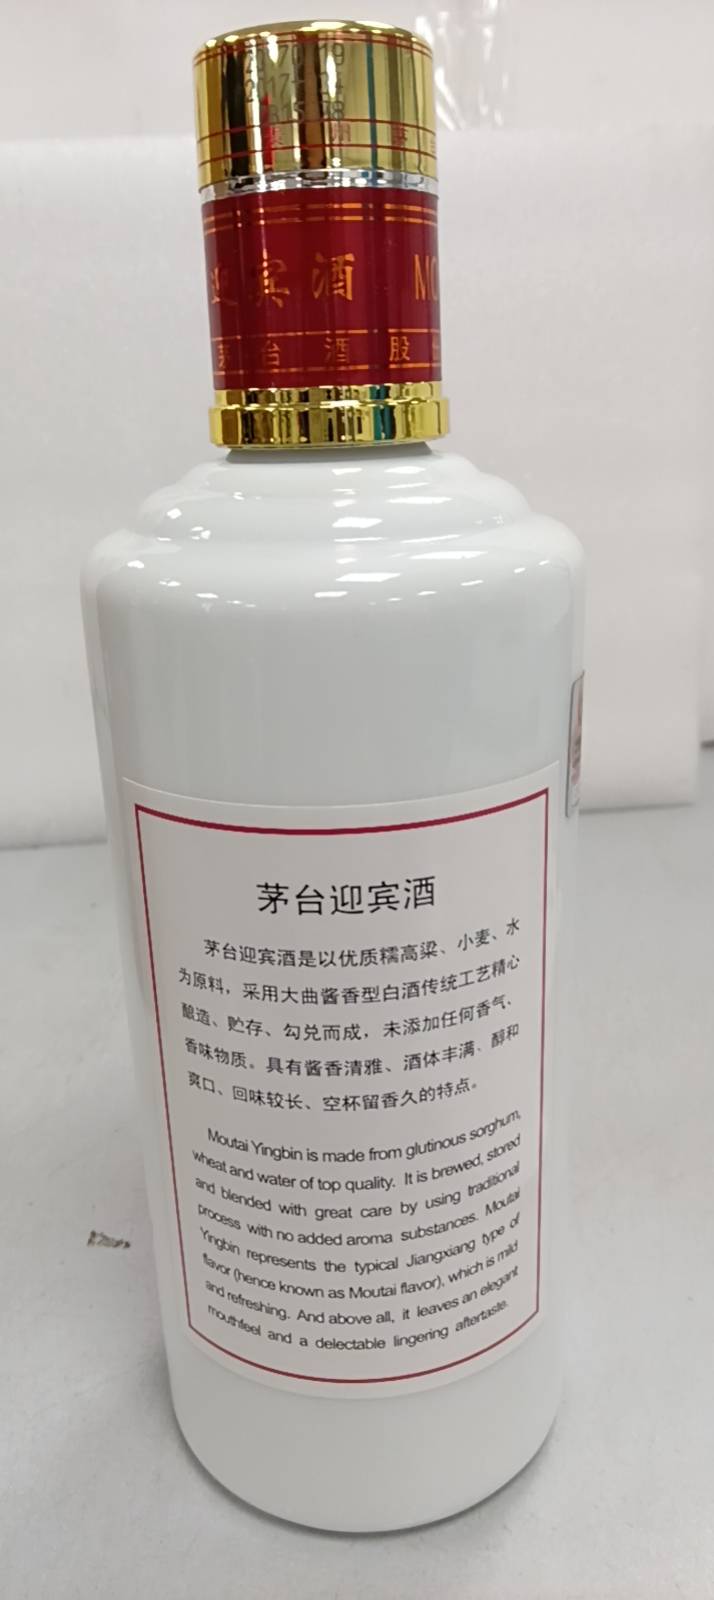 迎宾酒 MO
茅台酒股
茅台迎宾酒
茅台迎宾酒是以优质糯高粱、小麦、水
为原料，采用大曲酱香型白酒传统工艺精心
酿造、贮存、勾兑而成，未添加任何香气、
香味物质。具有酱香清雅、酒体丰满、醇和
爽口、回味较长、空杯留香久的特点。
Moutai Yingbin is made from glutinous sorghum,
wheat and water of top quality. It is brewed, stored
and blended with great care by using traditional
process with no added aroma substances. Moutai
Yingbin represents the typical Jiangxiang type of
flavor (hence known as Moutai flavor), which is mild
and refreshing. And above all, it leaves an elegant
mouthfeel and a delectable lingering aftertaste.